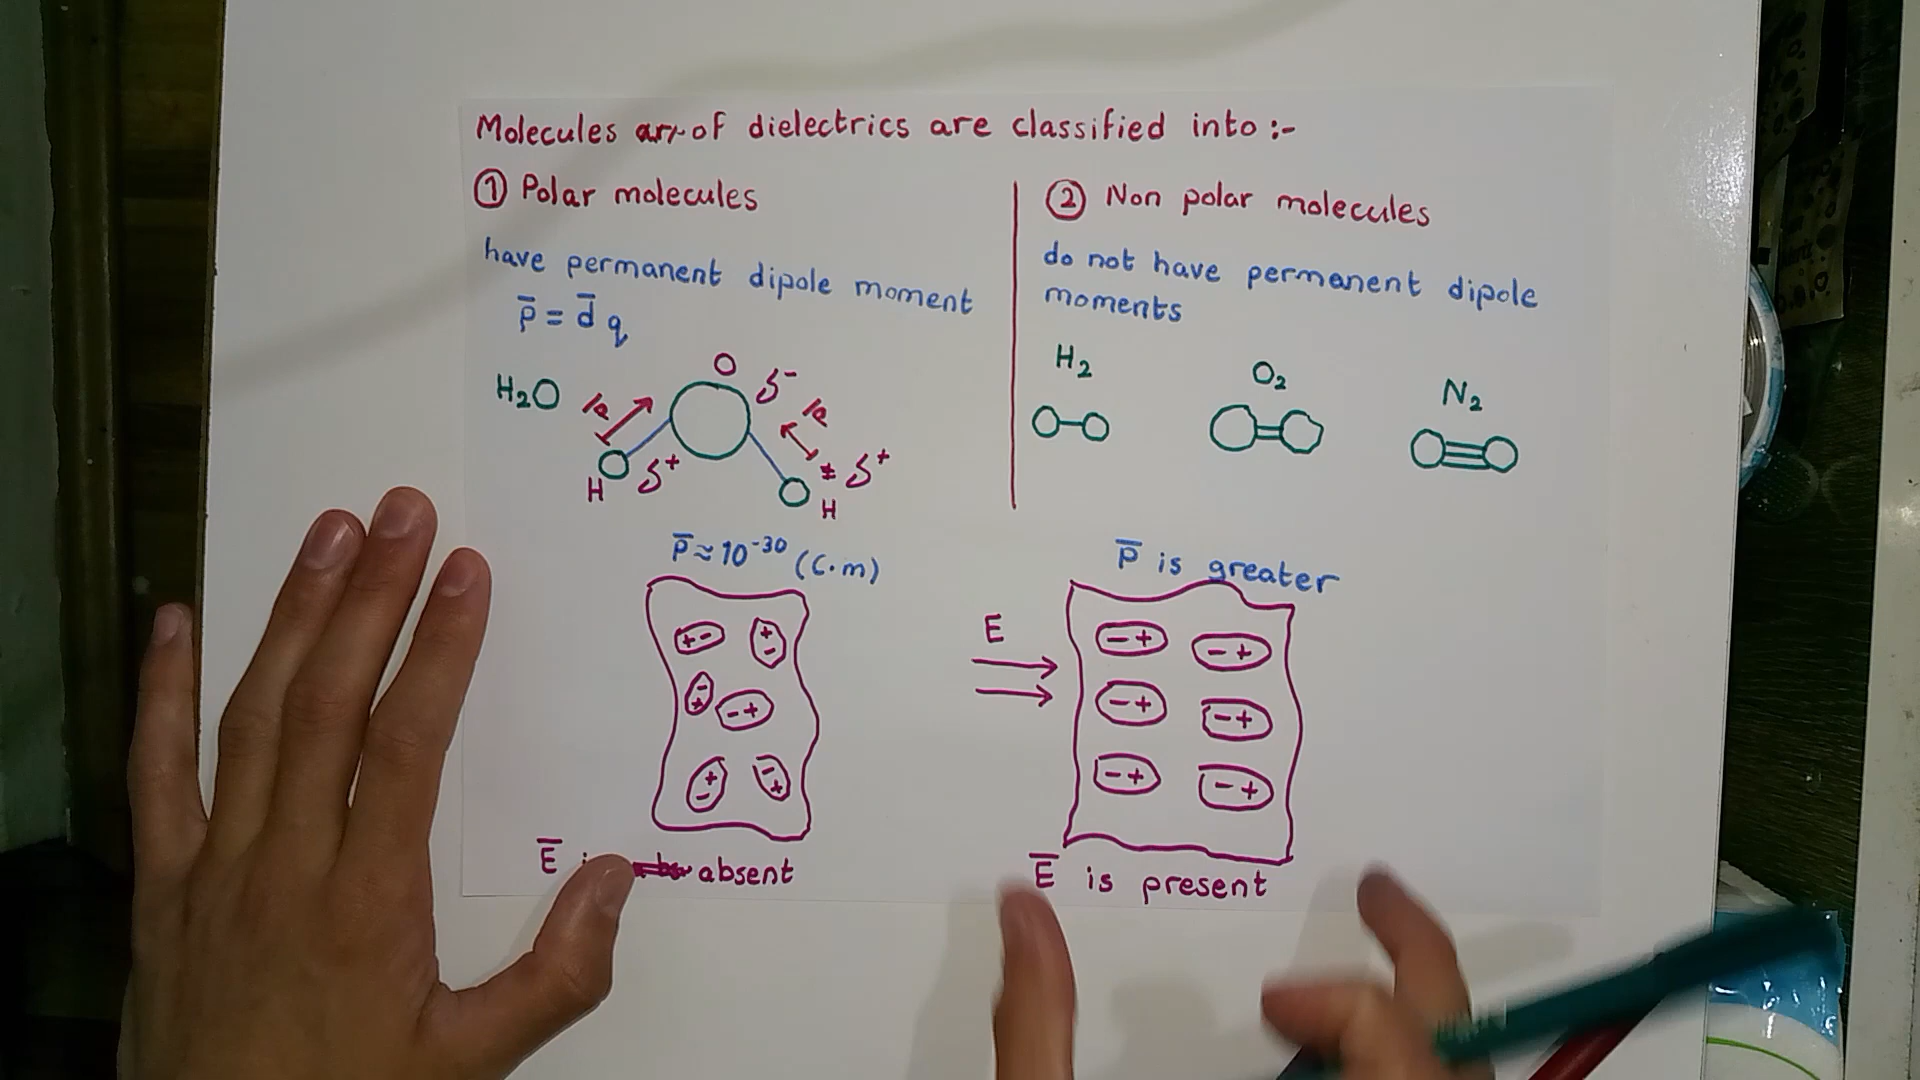 Molecules of dielectrics are classified into :-
① Polar molecules
have permanent dipole moment
p̅ = d̅ q
H₂O
O
δ⁻
H
δ⁺
± δ⁺
H
p̅ ≈ 10⁻³⁰ (C.m)
+ -
+ -
- +
- +
+ -
- +
E̅ absent
② Non polar molecules
do not have permanent dipole
moments
H₂
O₂
N₂
p̅ is greater
E
- +
- +
- +
- +
- +
- +
E̅ is present